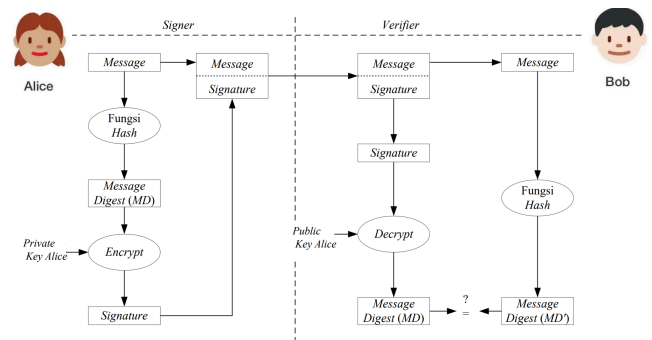 Signer
Verifier
Alice
Message
Fungsi
Hash
Message
Digest (MD)
Private
Key Alice
Encrypt
Signature
Message
Signature
Message
Signature
Signature
Public
Key Alice
Decrypt
Message
Digest (MD)
?
=
Message
Fungsi
Hash
Message
Digest (MD′)
Bob